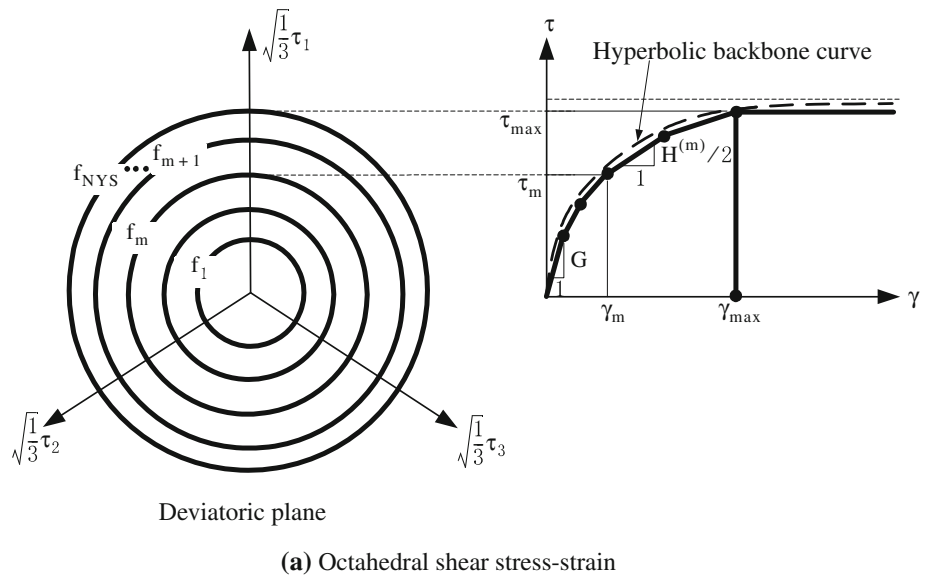 √1/3 τ1
τ
Hyperbolic backbone curve
τmax
H(m)/2
1
fNYS ••• fm+1
τm
fm
f1
G
1
γm
γmax
γ
√1/3 τ2
√1/3 τ3
Deviatoric plane
(a) Octahedral shear stress-strain